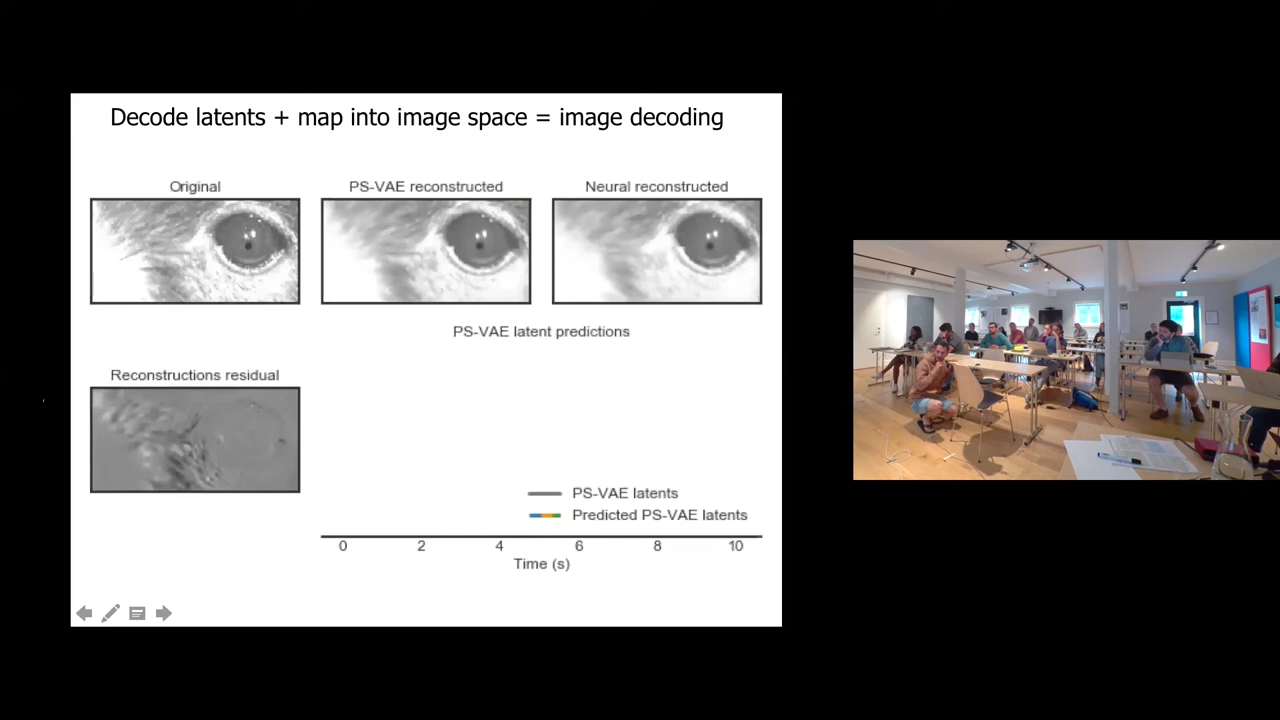 Decode latents + map into image space = image decoding
Original
PS-VAE reconstructed
Neural reconstructed
PS-VAE latent predictions
Reconstructions residual
PS-VAE latents
Predicted PS-VAE latents
0 2 4 6 8 10
Time (s)